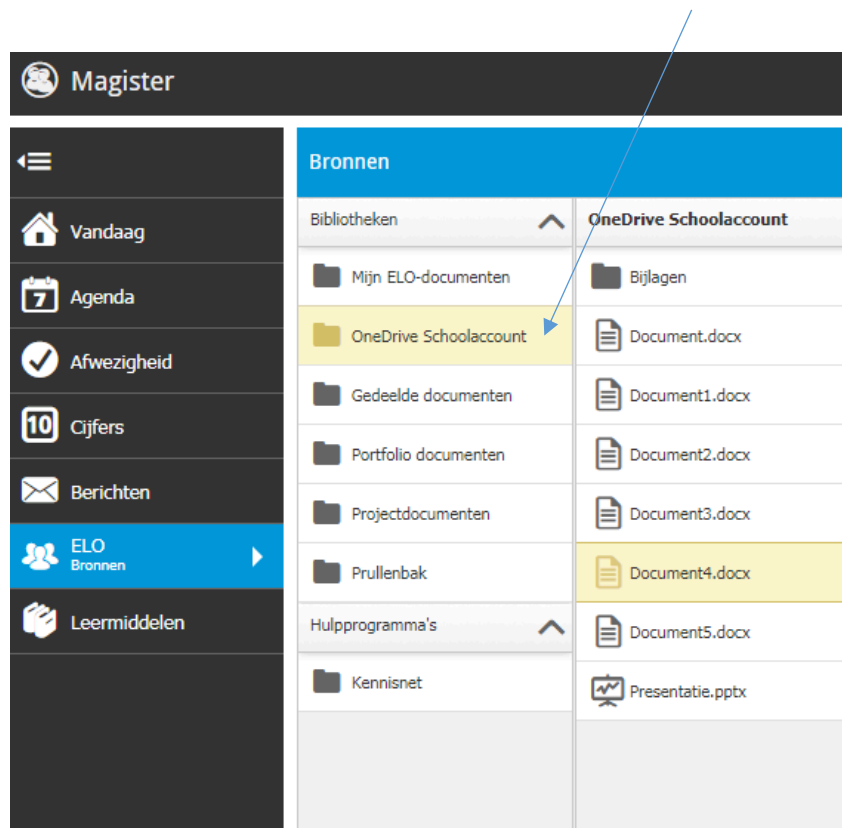 Magister
Vandaag
7
Agenda
Afwezigheid
10
Cijfers
Berichten
ELO
Bronnen
Leermiddelen
Bronnen
Bibliotheken
Mijn ELO-documenten
OneDrive Schoolaccount
Gedeelde documenten
Portfolio documenten
Projectdocumenten
Prullenbak
Hulpprogramma's
Kennisnet
OneDrive Schoolaccount
Bijlagen
Document.docx
Document1.docx
Document2.docx
Document3.docx
Document4.docx
Document5.docx
Presentatie.pptx